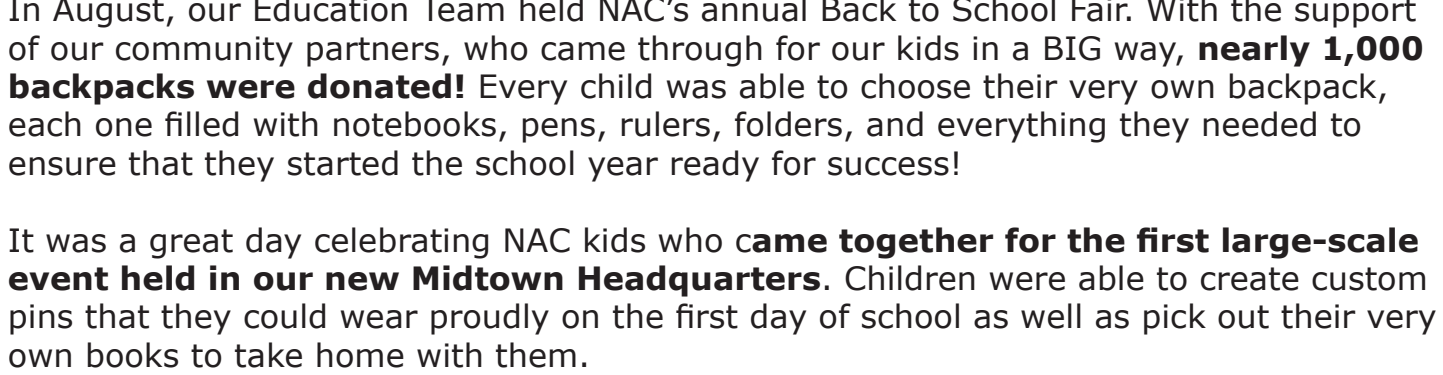 In August, our Education Team held NAC’s annual Back to School Fair. With the support
of our community partners, who came through for our kids in a BIG way, nearly 1,000
backpacks were donated! Every child was able to choose their very own backpack,
each one filled with notebooks, pens, rulers, folders, and everything they needed to
ensure that they started the school year ready for success!
It was a great day celebrating NAC kids who came together for the first large-scale
event held in our new Midtown Headquarters. Children were able to create custom
pins that they could wear proudly on the first day of school as well as pick out their very
own books to take home with them.